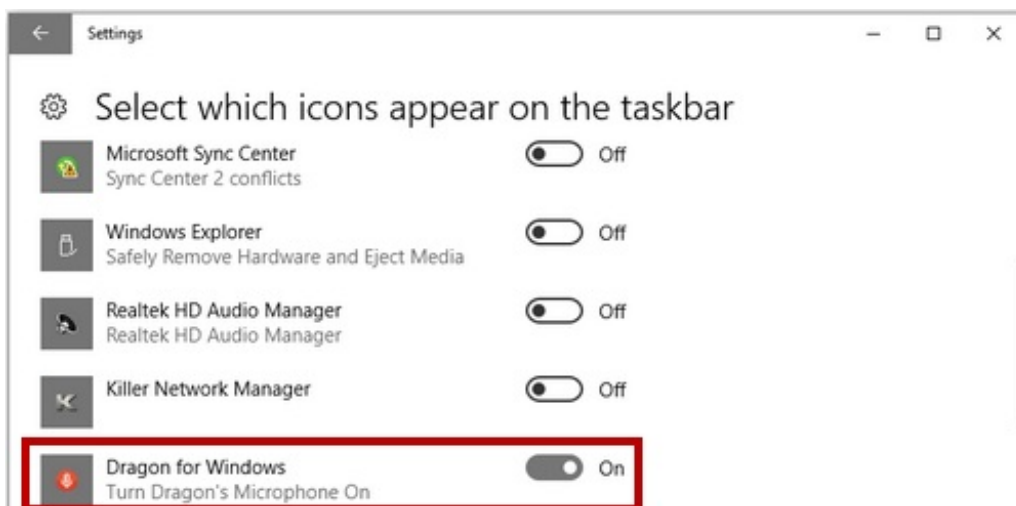 Settings
Select which icons appear on the taskbar
Microsoft Sync Center
Off
Sync Center 2 conflicts
Windows Explorer
Off
Safely Remove Hardware and Eject Media
Realtek HD Audio Manager
Off
Realtek HD Audio Manager
Killer Network Manager
Off
Dragon for Windows
On
Turn Dragon's Microphone On